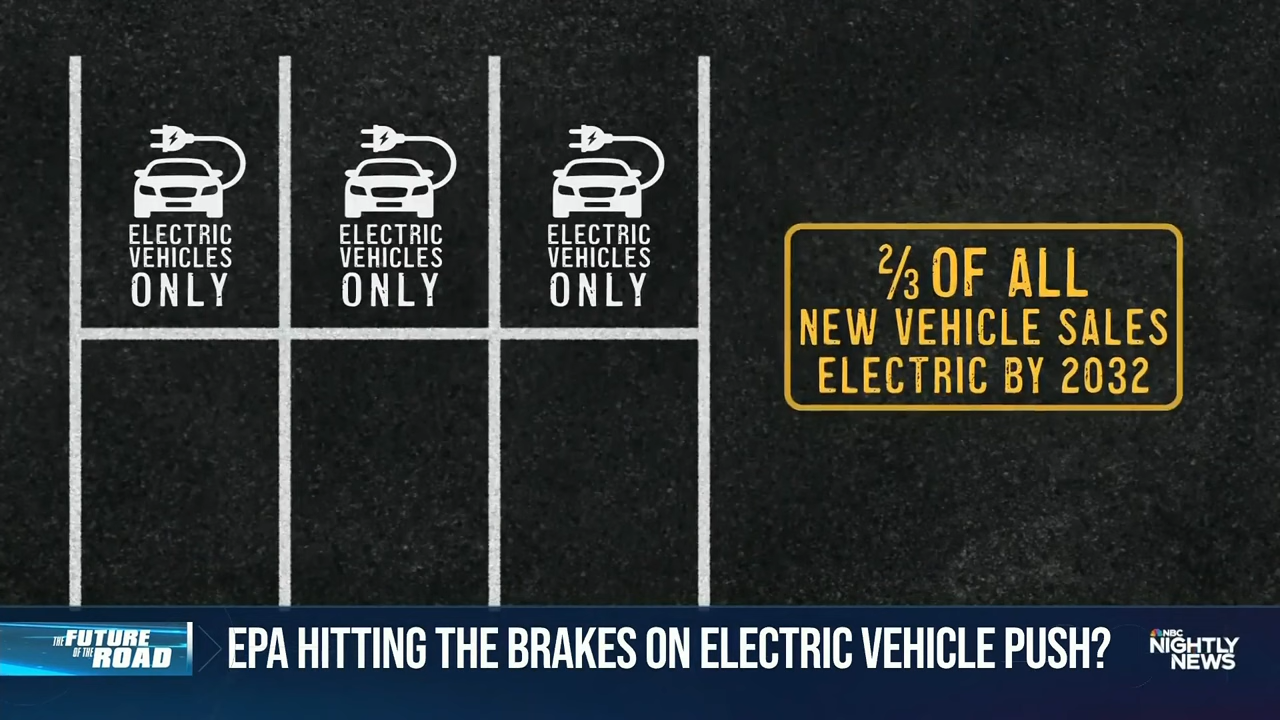 ELECTRIC
VEHICLES
ONLY
ELECTRIC
VEHICLES
ONLY
ELECTRIC
VEHICLES
ONLY
⅔ OF ALL
NEW VEHICLE SALES
ELECTRIC BY 2032
THE FUTURE
OF THE ROAD
EPA HITTING THE BRAKES ON ELECTRIC VEHICLE PUSH?
NBC
NIGHTLY
NEWS